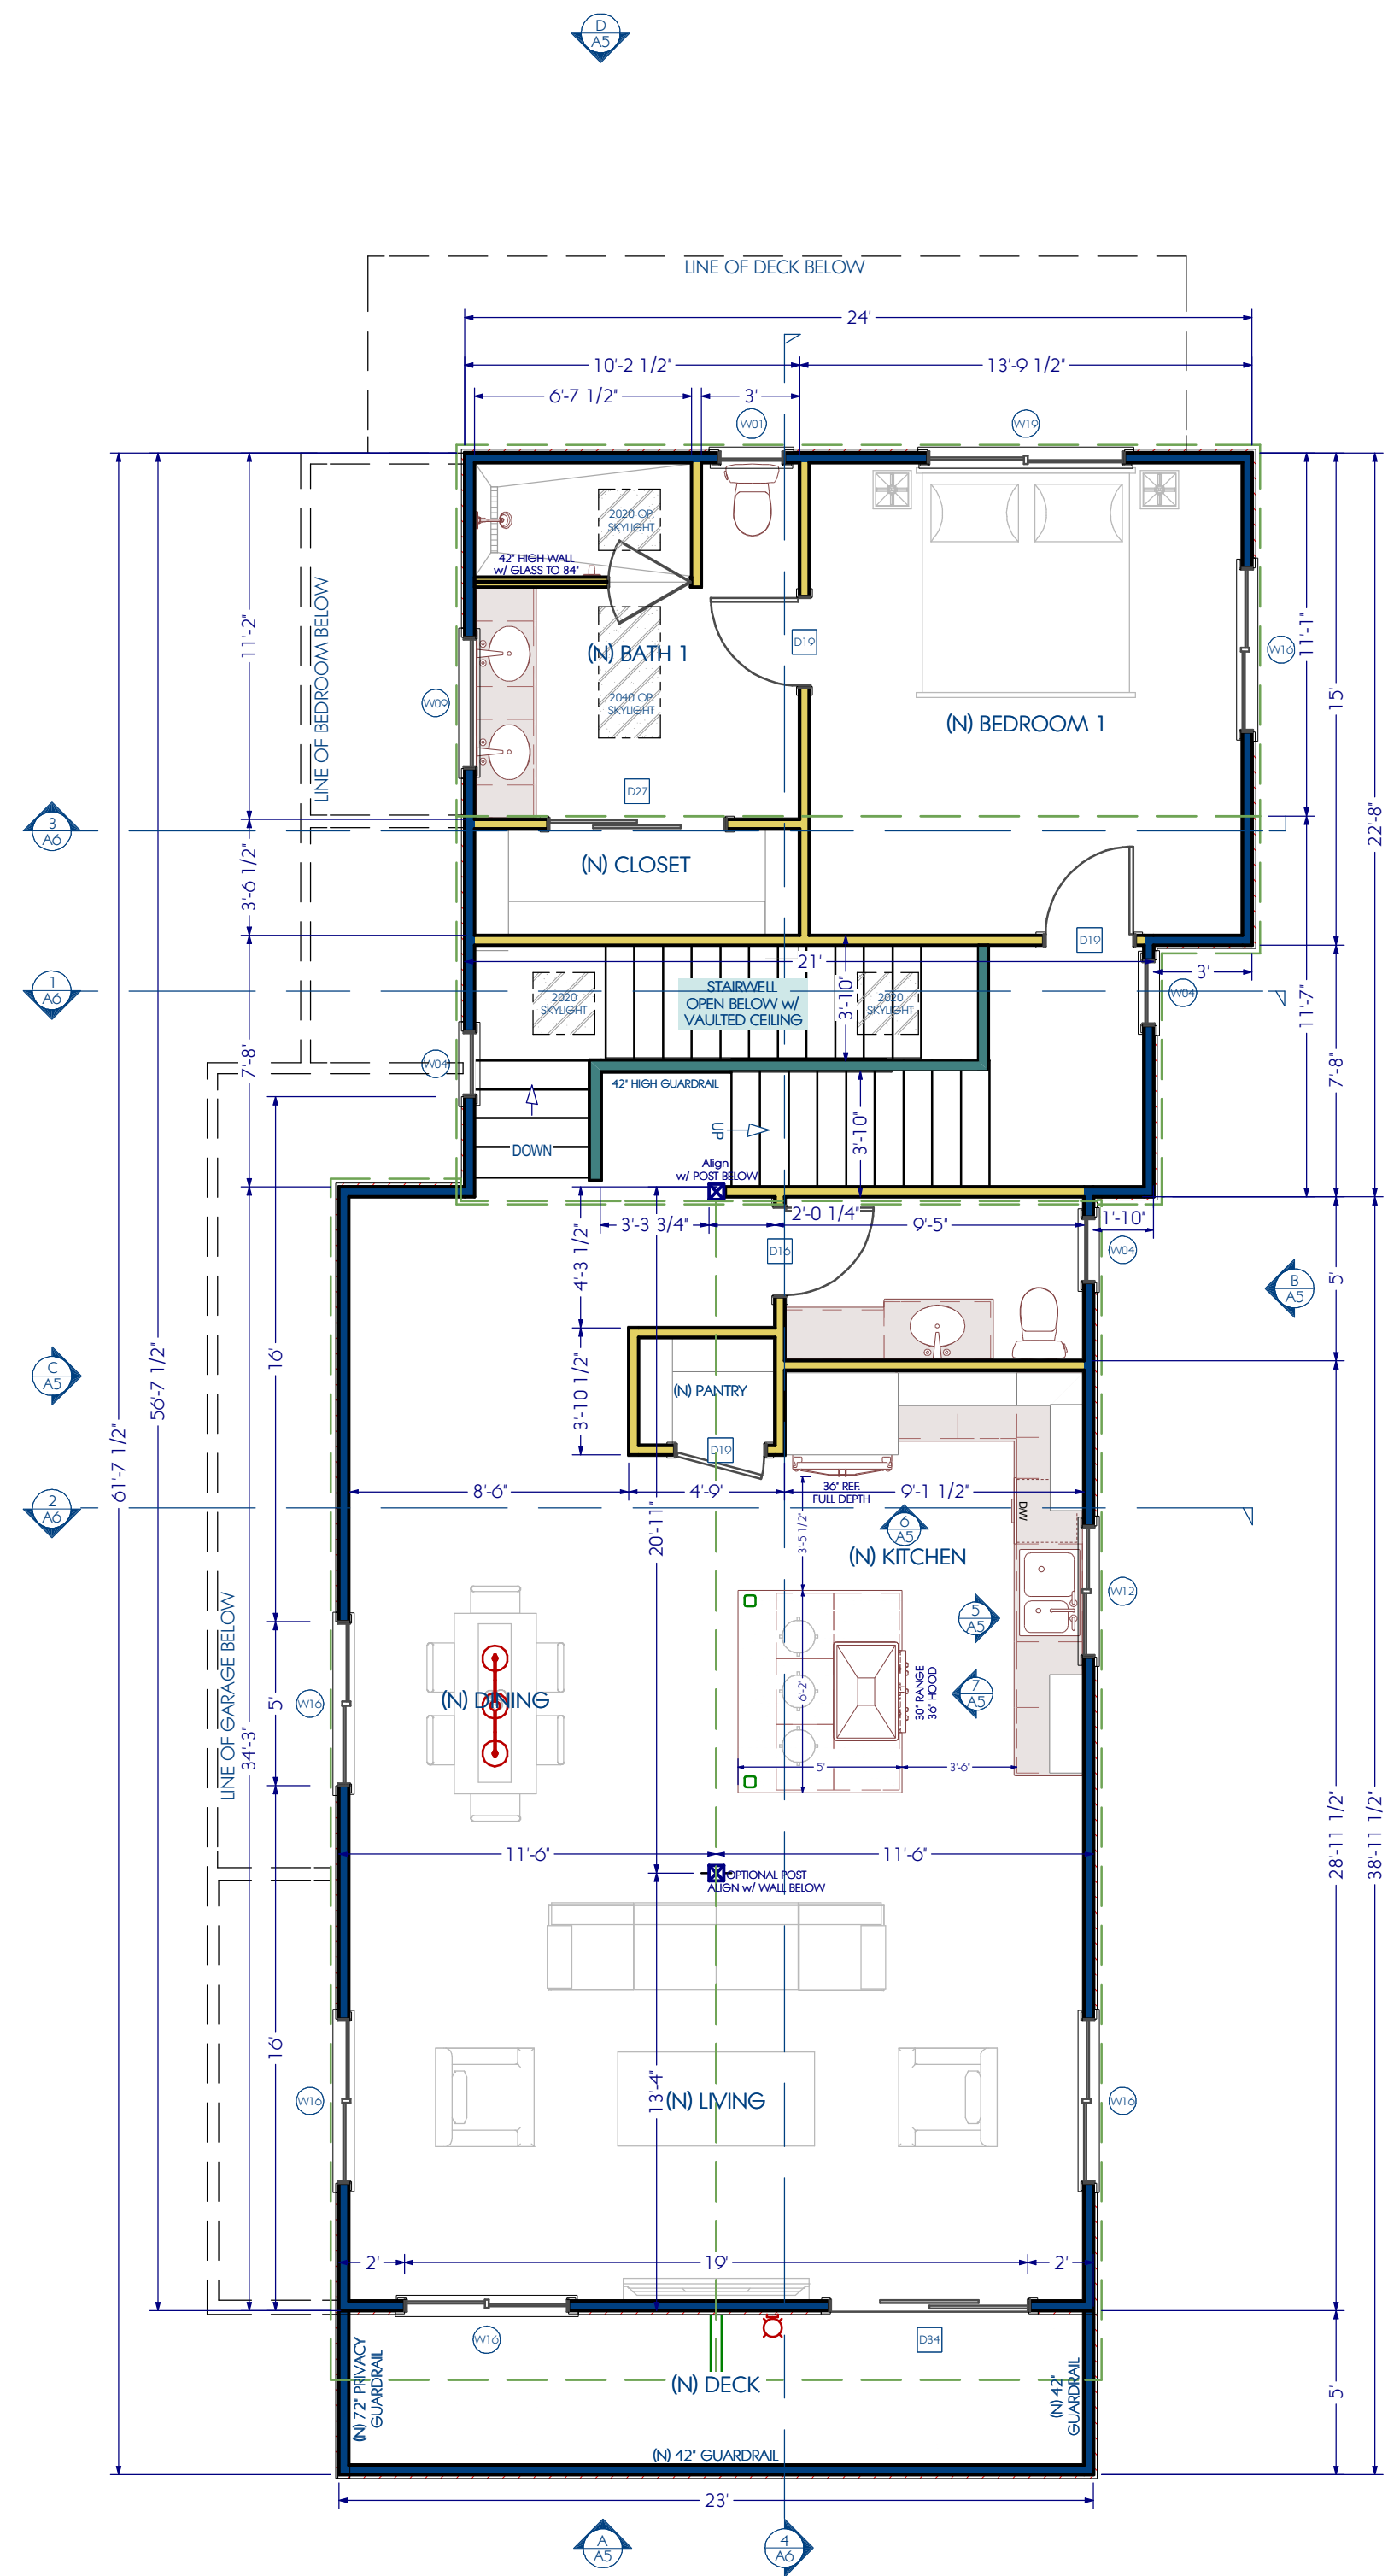 D
A5
LINE OF DECK BELOW
24'
10'-2 1/2"
13'-9 1/2"
6'-7 1/2"
3'
W01
W19
2020 OP.
SKYLIGHT
42" HIGH WALL
w/ GLASS TO 84"
LINE OF BEDROOM BELOW
11'-2"
D19
(N) BATH 1
W16
11'-1"
15'
2040 OP.
SKYLIGHT
W09
(N) BEDROOM 1
D27
22'-8"
3
A6
(N) CLOSET
3'-6 1/2"
D19
21'
3'
1
A6
2020
SKYLIGHT
STAIRWELL
OPEN BELOW w/
VAULTED CEILING
3'-10"
2020
SKYLIGHT
W04
11'-7"
7'-8"
W04
7'-8"
42" HIGH GUARDRAIL
UP
3'-10"
DOWN
Align
w/ POST BELOW
3'-3 3/4"
2'-0 1/4"
9'-5"
1'-10"
4'-3 1/2"
D16
W04
5'
B
A5
C
A5
56'-7 1/2"
16'
3'-10 1/2"
(N) PANTRY
D19
61'-7 1/2"
8'-6"
4'-9"
36" REF.
FULL DEPTH
9'-1 1/2"
2
A6
20'-11"
3'-5 1/2"
6
A5
DW
(N) KITCHEN
W12
5
A5
LINE OF GARAGE BELOW
34'-3"
W16
5'
(N) DINING
6'-2"
30" RANGE
36" HOOD
7
A5
5'
3'-6"
28'-11 1/2"
38'-11 1/2"
11'-6"
11'-6"
OPTIONAL POST
ALIGN w/ WALL BELOW
16'
W16
13'-4"
(N) LIVING
W16
2'
19'
2'
W16
D34
(N) 72" PRIVACY
GUARDRAIL
(N) DECK
(N) 42"
GUARDRAIL
5'
(N) 42" GUARDRAIL
23'
A
A5
4
A6